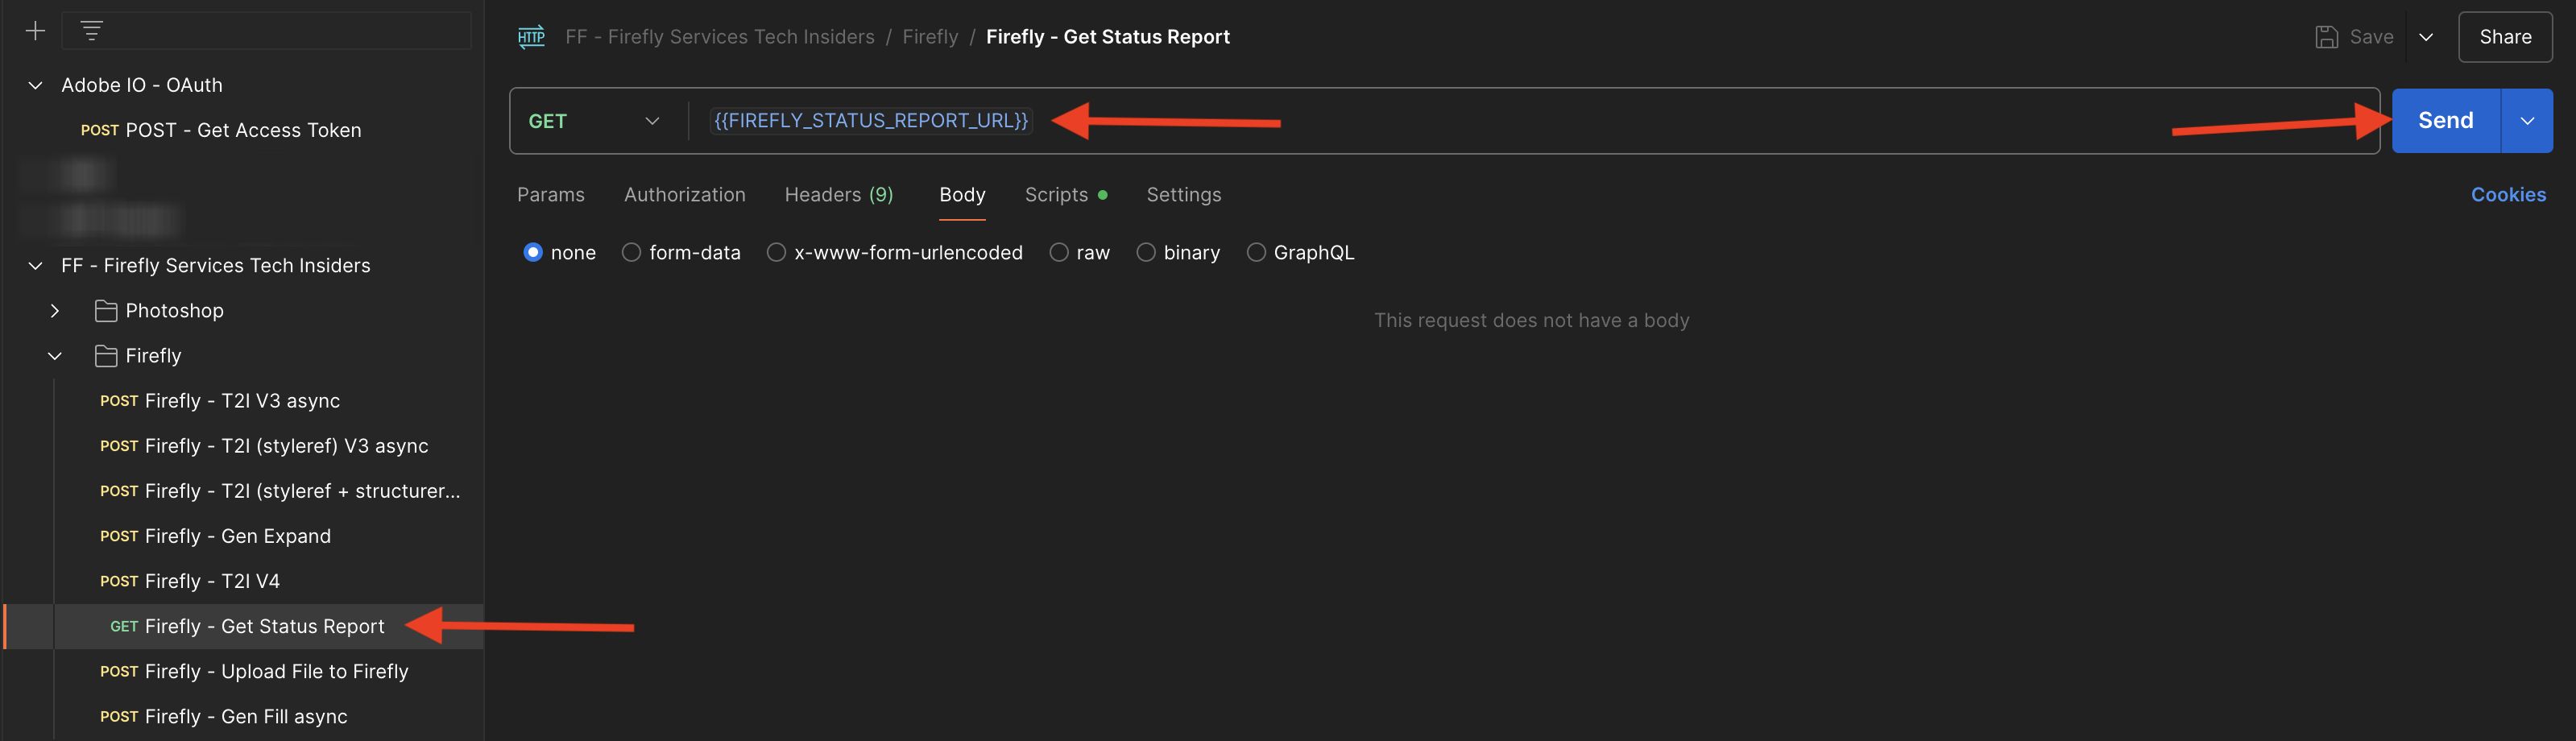 Adobe IO - OAuth
POST POST - Get Access Token
FF - Firefly Services Tech Insiders
Photoshop
Firefly
POST Firefly - T2I V3 async
POST Firefly - T2I (styleref) V3 async
POST Firefly - T2I (styleref + structurer...
POST Firefly - Gen Expand
POST Firefly - T2I V4
GET Firefly - Get Status Report
POST Firefly - Upload File to Firefly
POST Firefly - Gen Fill async
HTTP FF - Firefly Services Tech Insiders / Firefly / Firefly - Get Status Report
Save Share
GET {{FIREFLY_STATUS_REPORT_URL}} Send
Params Authorization Headers (9) Body Scripts Settings Cookies
none form-data x-www-form-urlencoded raw binary GraphQL
This request does not have a body